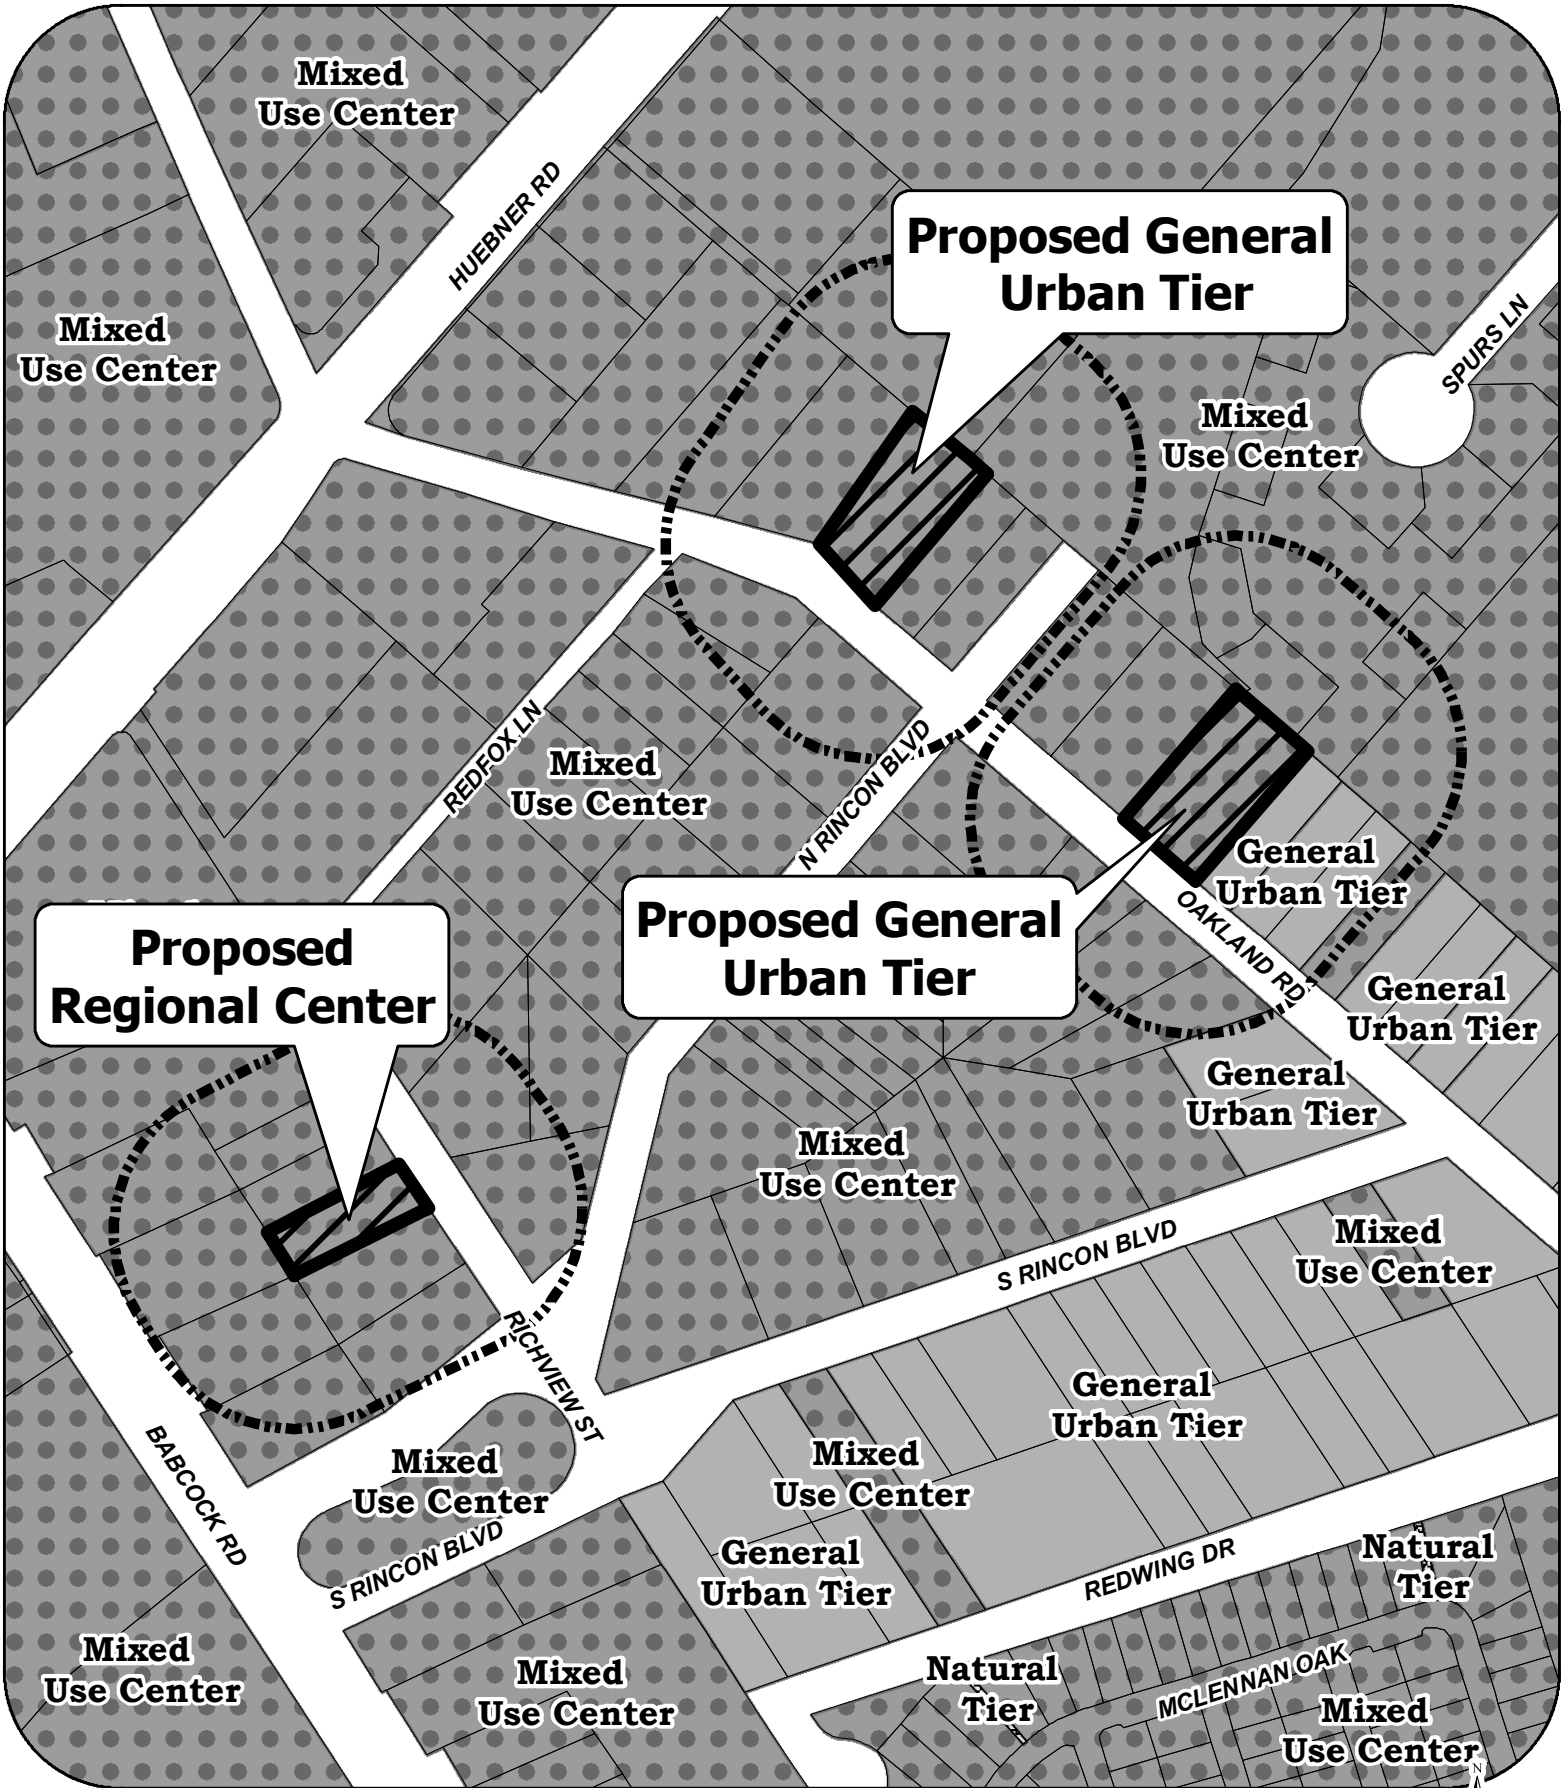 Mixed
Use Center
HUEBNER RD
Proposed General
Urban Tier
Mixed
Use Center
SPURS LN
Mixed
Use Center
REDFOX LN
Mixed
Use Center
N RINCON BLVD
General
Urban Tier
Proposed General
Urban Tier
OAKLAND RD
Proposed
Regional Center
General
Urban Tier
General
Urban Tier
Mixed
Use Center
S RINCON BLVD
Mixed
Use Center
RICHVIEW ST
General
Urban Tier
BABCOCK RD
Mixed
Use Center
Mixed
Use Center
S RINCON BLVD
General
Urban Tier
REDWING DR
Natural
Tier
Mixed
Use Center
Mixed
Use Center
Natural
Tier
MCLENNAN OAK
Mixed
Use Center
N